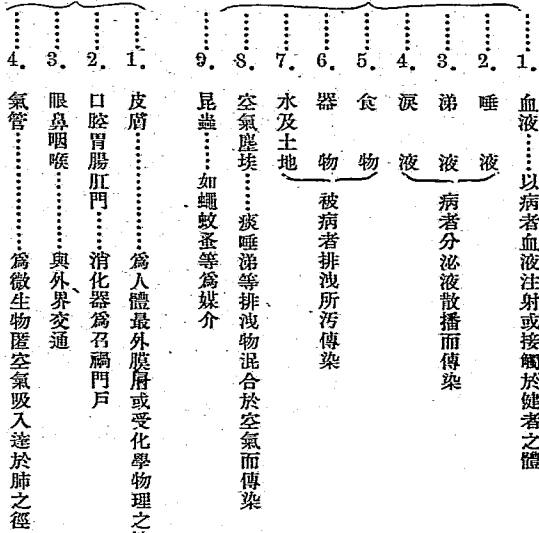 1. 血液……以病者血液注射或接觸於健者之體
2. 唾液
3. 涕液
4. 淚液
病者分泌液散播而傳染
5. 食物
6. 器物
7. 水及土地
被病者排洩所汚傳染
8. 空氣塵埃……痰唾涕等排洩物混合於空氣而傳染
9. 昆蟲……如蠅蚊蚤等爲媒介
1. 皮膚……爲人體最外膜層或受化學物理之
2. 口腔胃腸肛門……消化器爲召禍門戶
3. 眼鼻咽喉……與外界交通
4. 氣管……爲微生物匿空氣吸入達於肺之徑